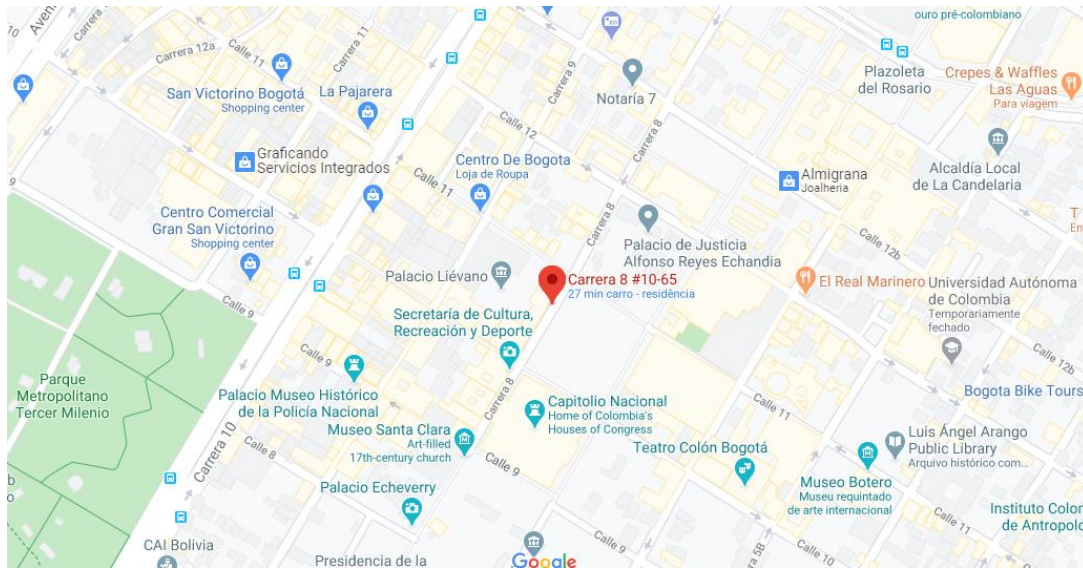 ouro pré-colombiano
10
Aven
Carrera 12a
Calle 11
Carrera 11
San Victorino Bogotá
Shopping center
La Pajarera
Carrera 9
Notaría 7
Plazoleta
del Rosario
Crepes & Waffles
Las Aguas
Para viagem
Calle 12
Carrera 8
Graficando
Servicios Integrados
Centro De Bogota
Loja de Roupa
Calle 11
Almigrana
Joalheria
Alcaldía Local
de La Candelaria
Calle 9
Centro Comercial
Gran San Victorino
Shopping center
Carrera 8
Palacio de Justicia
Alfonso Reyes Echandia
T
En
Calle 12b
Palacio Liévano
Carrera 8 #10-65
27 min carro - residência
El Real Marinero
Universidad Autónoma
de Colombia
Temporariamente
fechado
Calle 9
Secretaría de Cultura,
Recreación y Deporte
Calle 9
Calle 12b
Parque
Metropolitano
Tercer Milenio
Palacio Museo Histórico
de la Policía Nacional
Carrera 8
Capitolio Nacional
Home of Colombia's
Houses of Congress
Calle 11
Bogota Bike Tours
Museo Santa Clara
Art-filled
17th-century church
Carrera 10
Calle 8
Calle 9
Teatro Colón Bogotá
Luis Ángel Arango
Public Library
Arquivo histórico com...
Palacio Echeverry
Museo Botero
Museu requintado
de arte internacional
Instituto Colom
de Antropolo
Calle 11
b
o
CAI Bolivia
Presidencia de la
Google
Calle 9
Carrera 5B
Calle 10